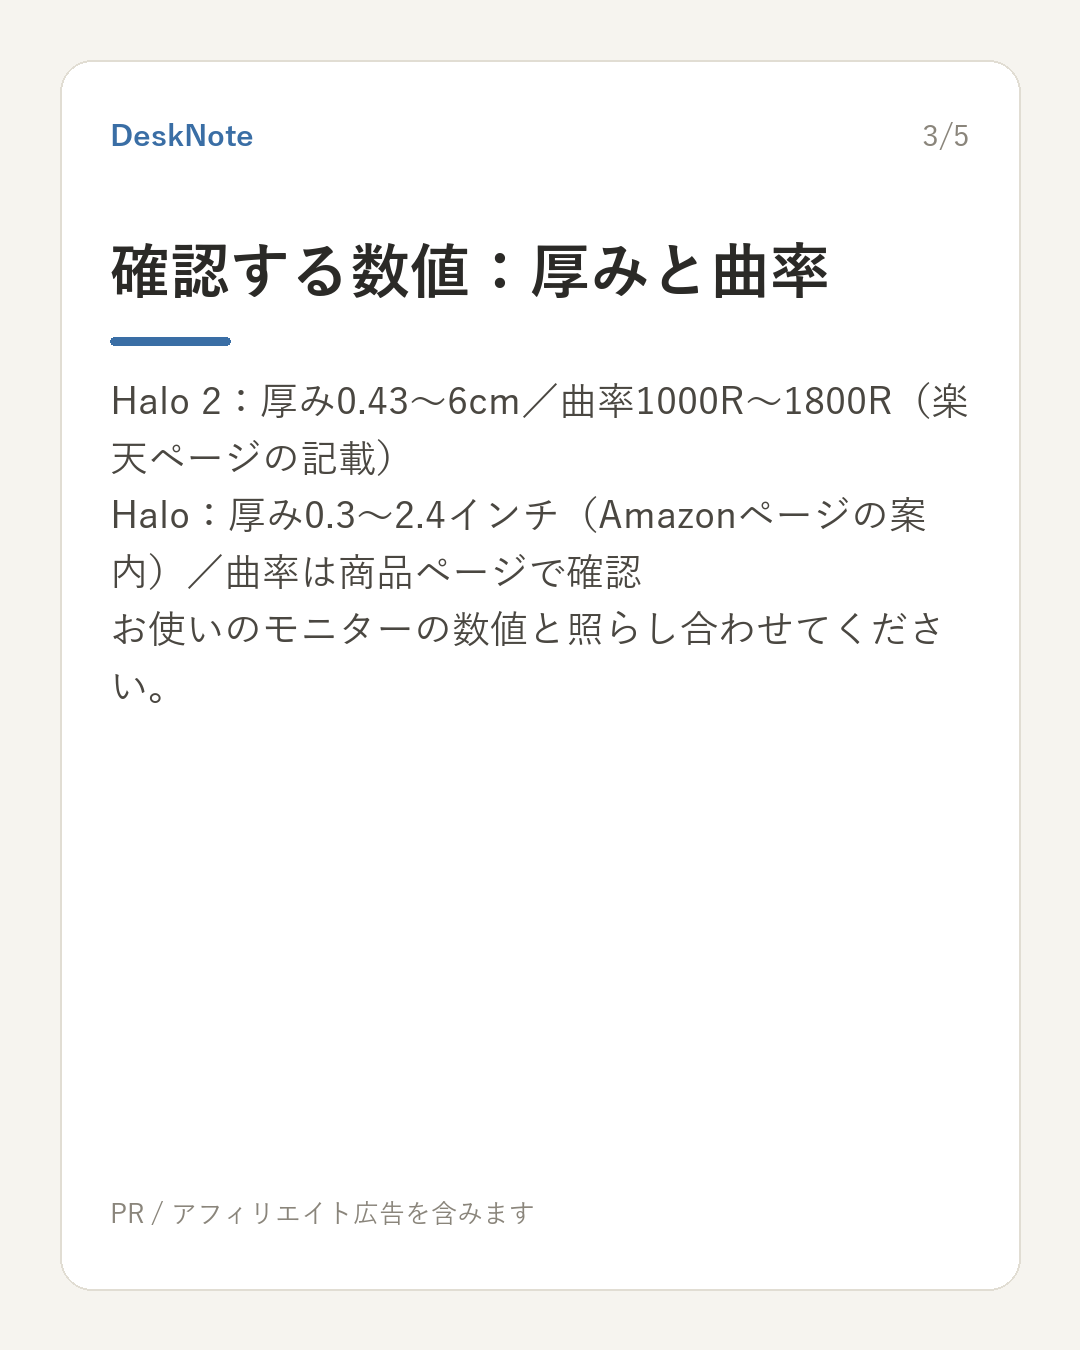 DeskNote
3/5
確認する数値：厚みと曲率
Halo 2：厚み0.43〜6cm／曲率1000R〜1800R（楽
天ページの記載）
Halo：厚み0.3〜2.4インチ（Amazonページの案
内）／曲率は商品ページで確認
お使いのモニターの数値と照らし合わせてくださ
い。
PR / アフィリエイト広告を含みます